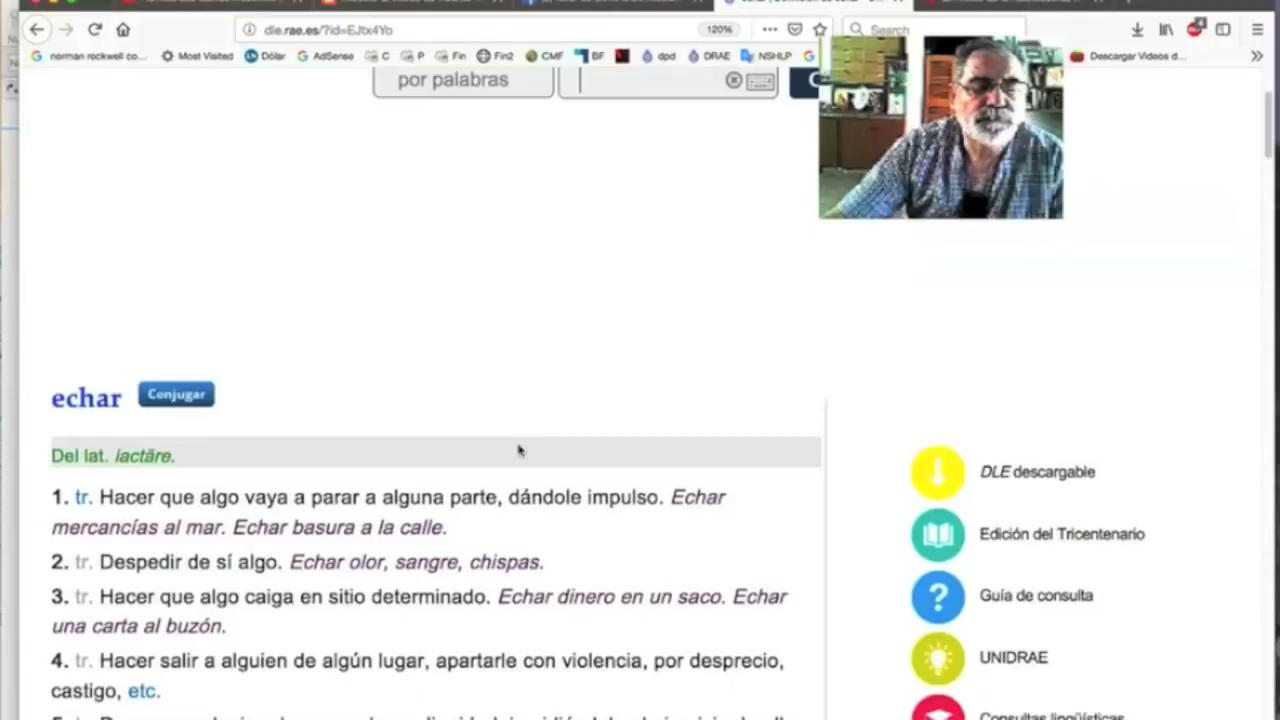 dle.rae.es/?id=EJtx4Yo
120%
Search
norman rockwell co...
Most Visited
Dólar
AdSense
C
P
Fin
Fin2
CMF
BF
dpd
DRAE
NSHLP
Descargar Videos d...
por palabras
echar
Conjugar
Del lat. iactāre.
1. tr. Hacer que algo vaya a parar a alguna parte, dándole impulso. Echar
mercancías al mar. Echar basura a la calle.
2. tr. Despedir de sí algo. Echar olor, sangre, chispas.
3. tr. Hacer que algo caiga en sitio determinado. Echar dinero en un saco. Echar
una carta al buzón.
4. tr. Hacer salir a alguien de algún lugar, apartarle con violencia, por desprecio,
castigo, etc.
DLE descargable
Edición del Tricentenario
Guía de consulta
UNIDRAE
Consultas lingüísticas